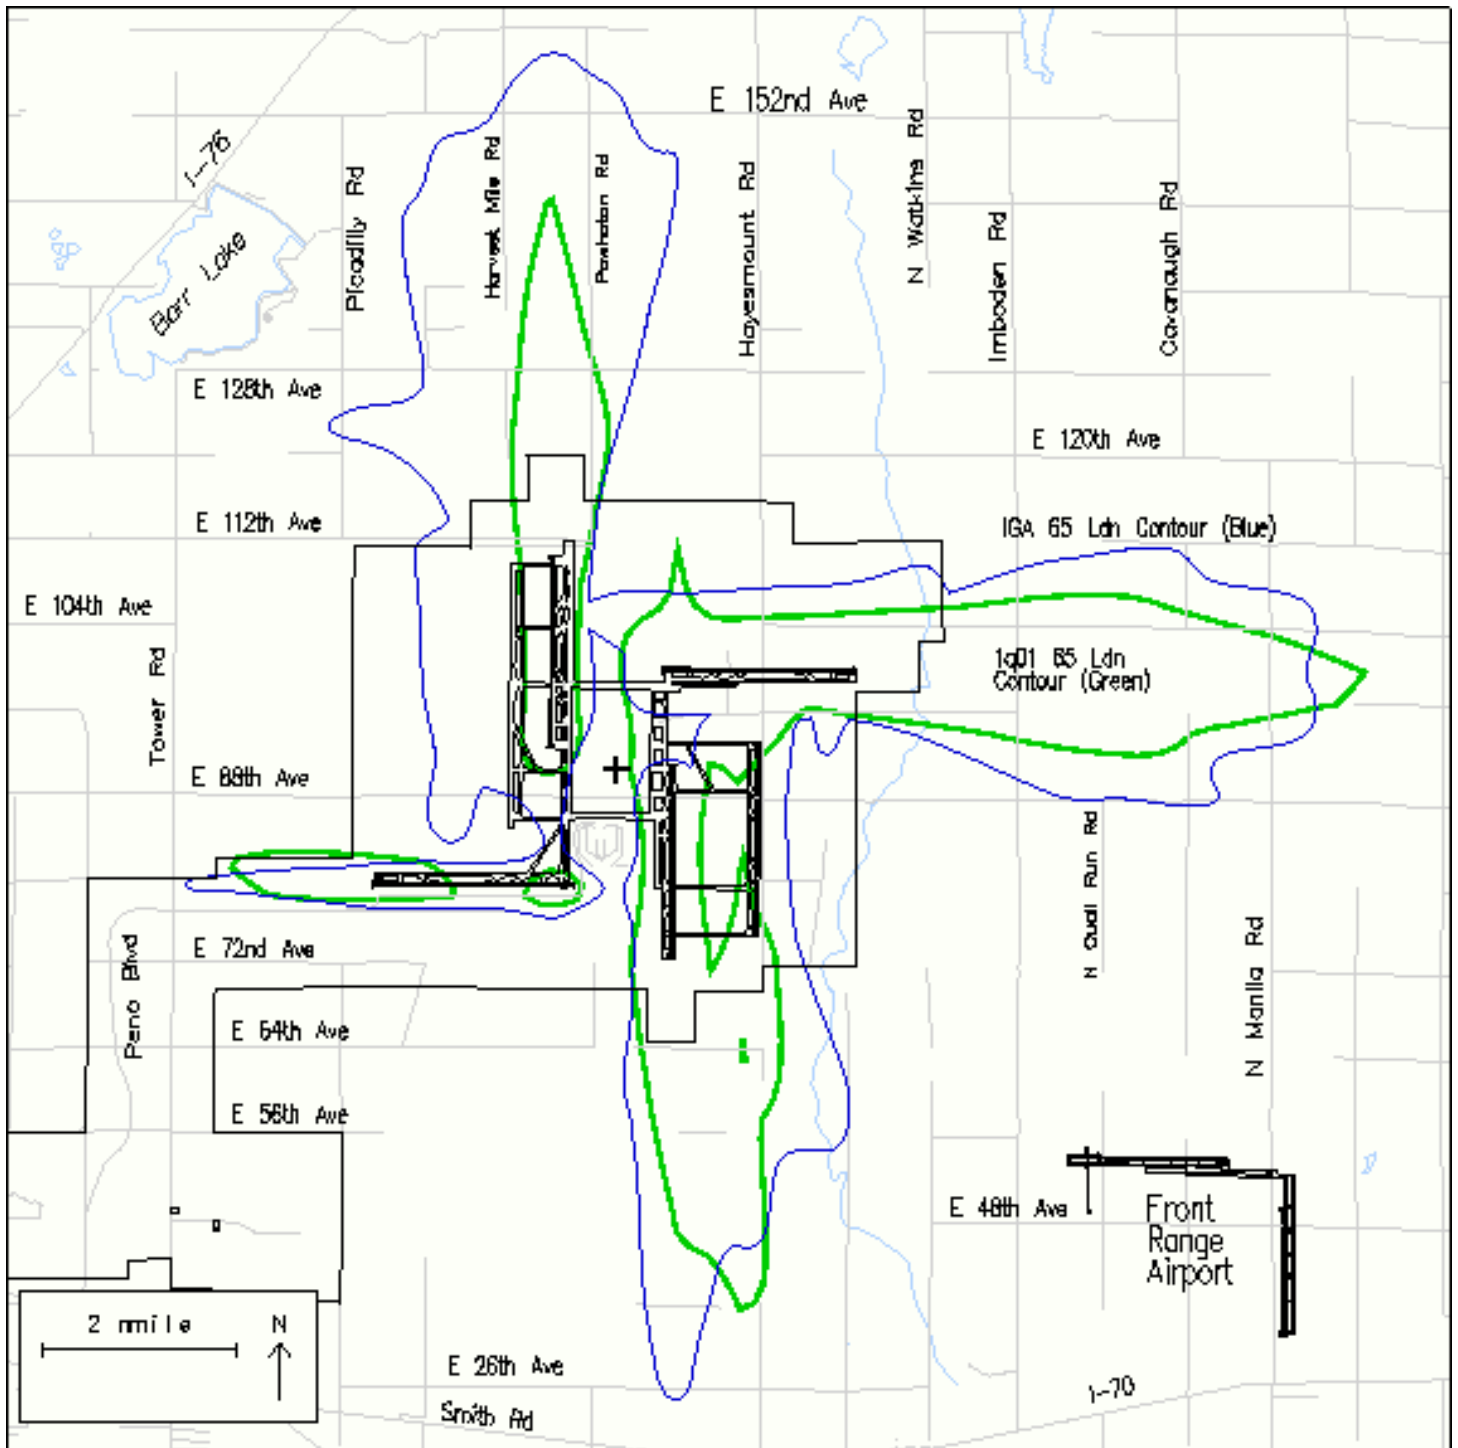 E 152nd Ave
I-76
Barr Lake
Picadilly Rd
Harvest Mile Rd
Powhaton Rd
Hayesmount Rd
N Watkins Rd
Imboden Rd
Cavanaugh Rd
E 128th Ave
E 120th Ave
E 112th Ave
IGA 65 Ldn Contour (Blue)
E 104th Ave
1q01 65 Ldn
Contour (Green)
Tower Rd
E 88th Ave
N Quail Run Rd
E 72nd Ave
Pena Blvd
N Manila Rd
E 64th Ave
E 56th Ave
E 48th Ave
Front
Range
Airport
2 nmile
N
E 26th Ave
I-70
Smith Rd